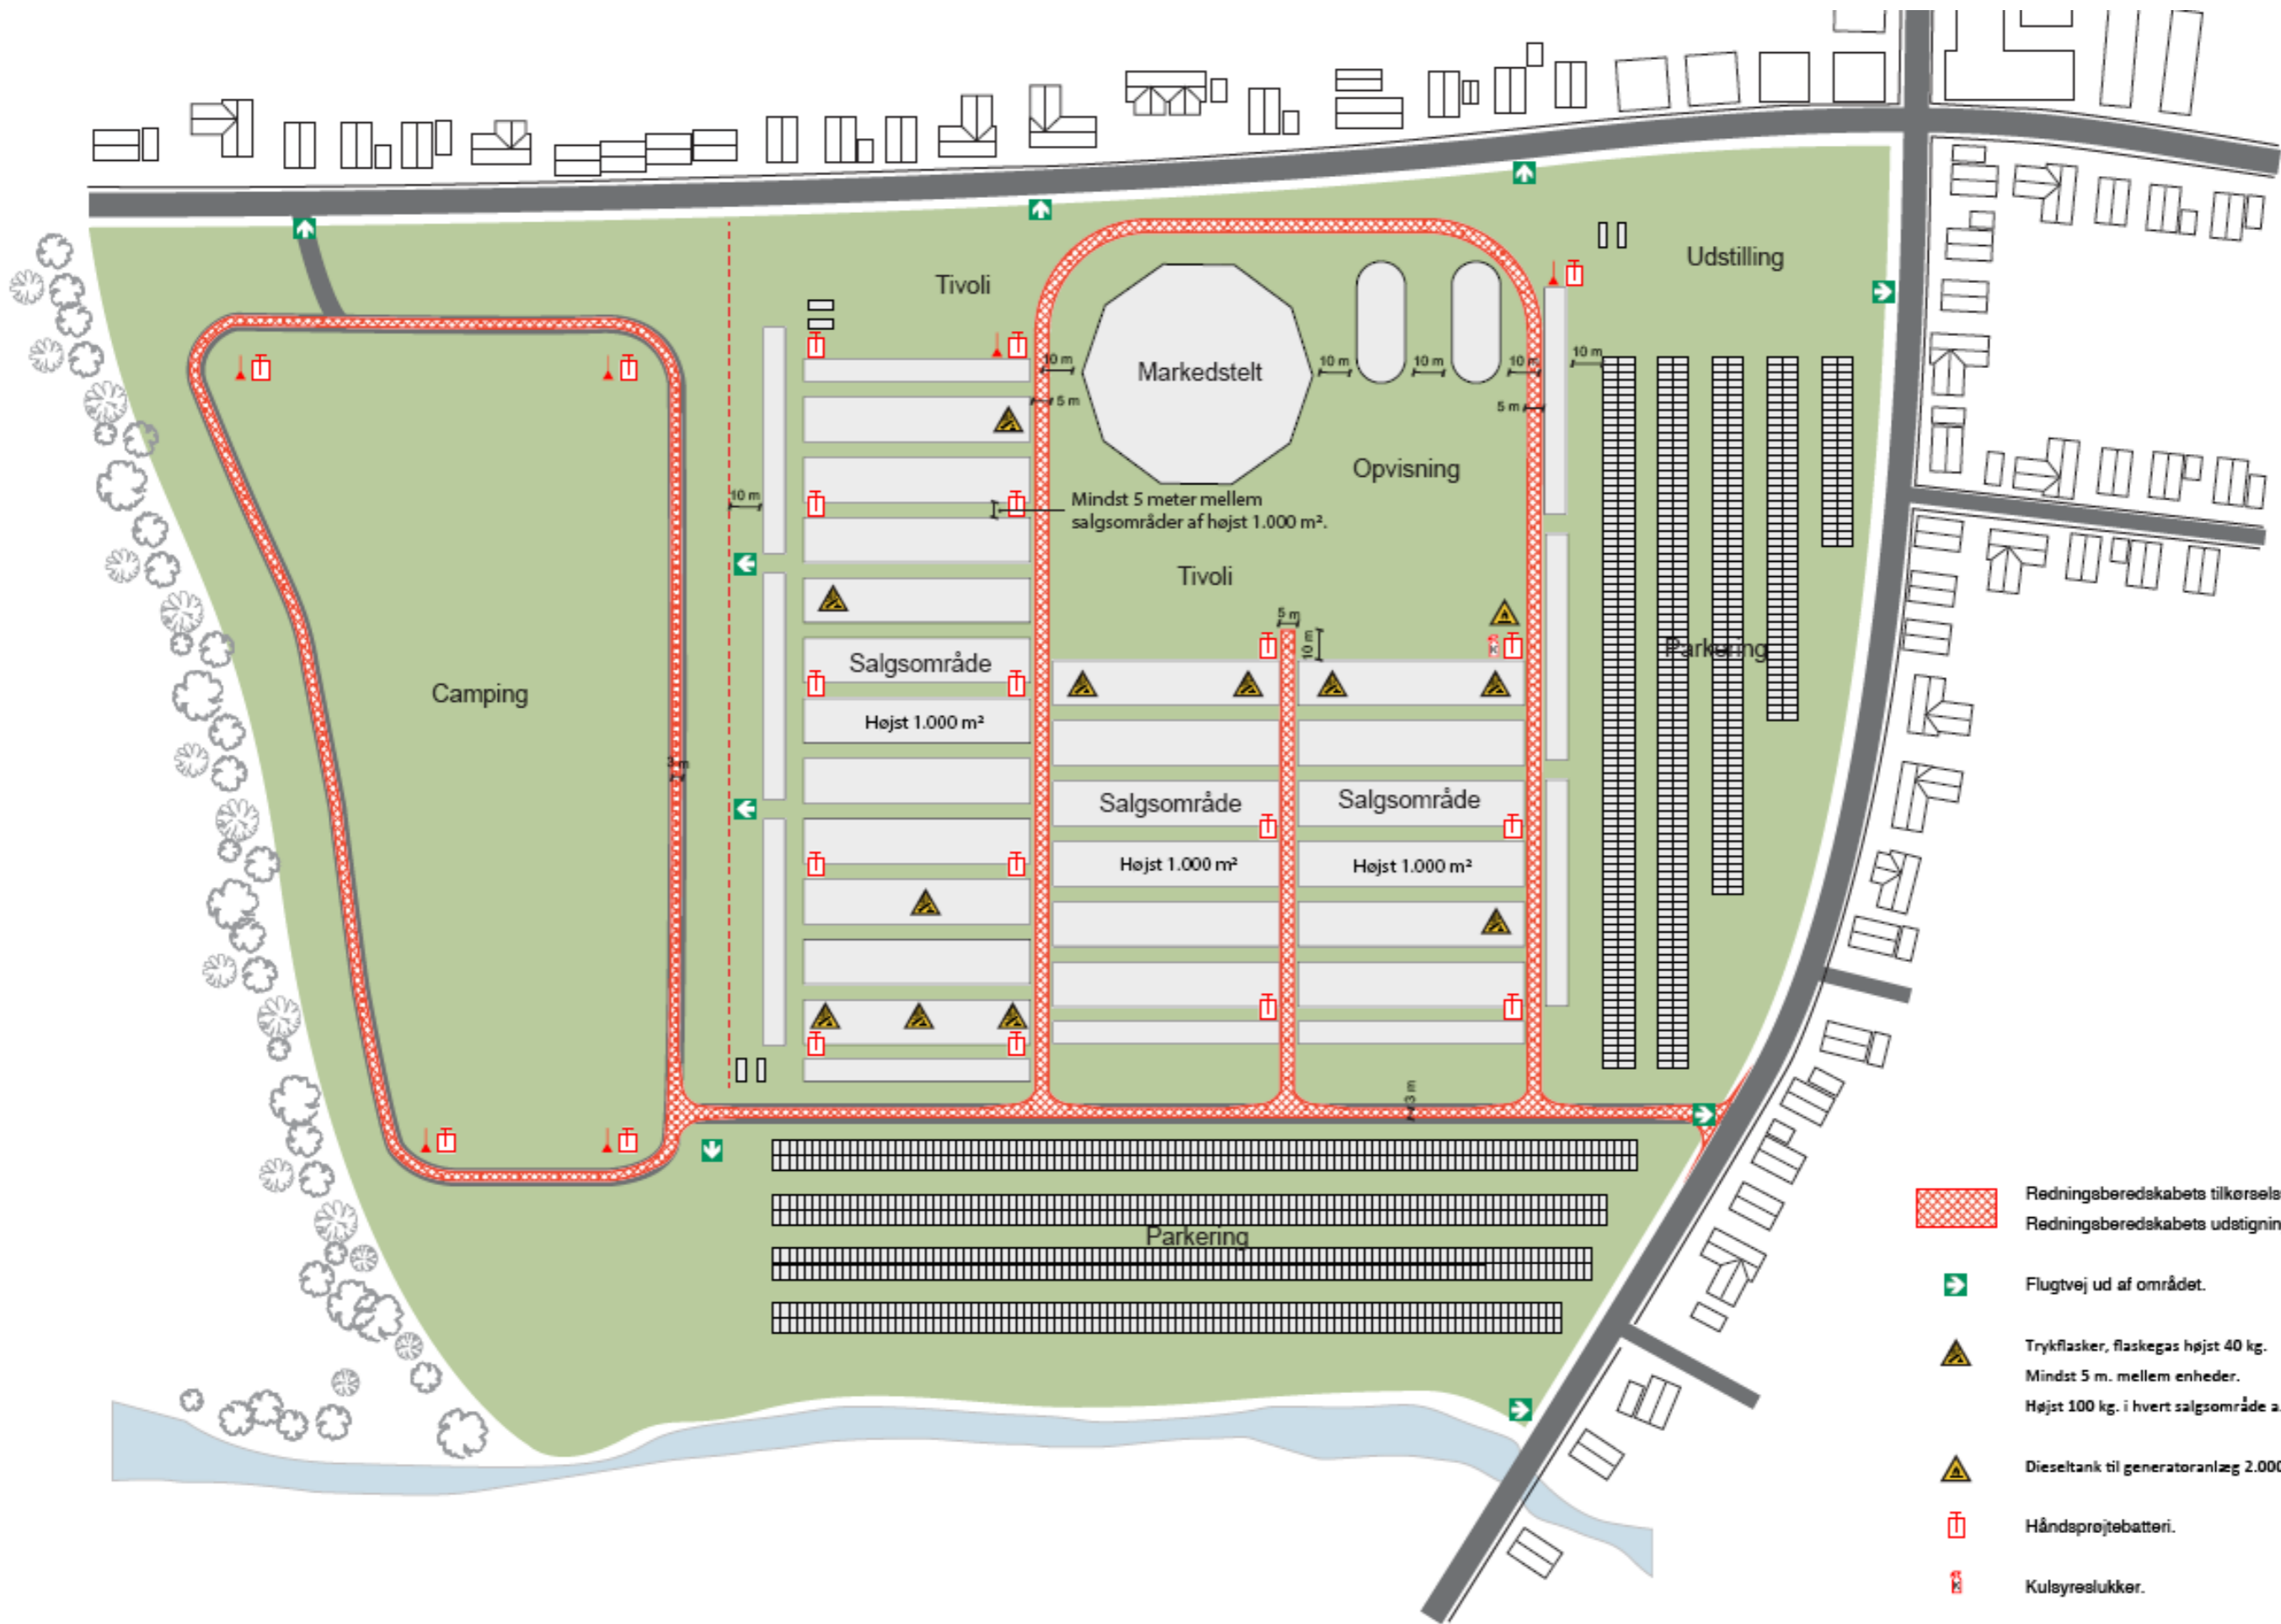 Udstilling
Tivoli
10 m
Markedstelt
10 m
10 m
10 m
10 m
5 m
5 m
Opvisning
10 m
Mindst 5 meter mellem
salgsområder af højst 1.000 m².
Tivoli
5 m
10 m
Parkering
Salgsområde
Camping
Højst 1.000 m²
3 m
Salgsområde
Salgsområde
Højst 1.000 m²
Højst 1.000 m²
3 m
Parkering
Redningsberedskabets tilkørsels
Redningsberedskabets udstignin
Flugtvej ud af området.
Trykflasker, flaskegas højst 40 kg.
Mindst 5 m. mellem enheder.
Højst 100 kg. i hvert salgsområde a
Dieseltank til generatoranlæg 2.000
Håndsprøjtebatteri.
K
Kulsyreslukker.